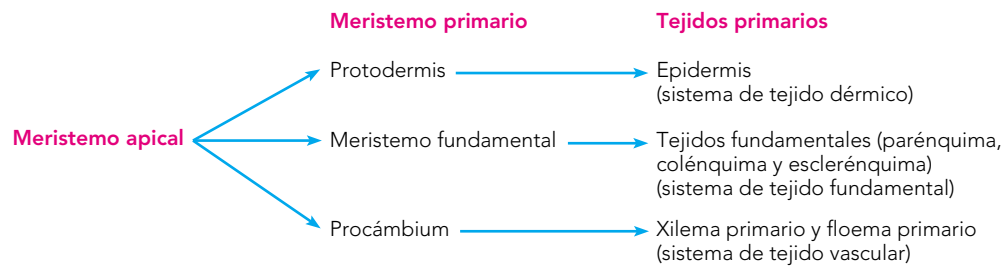 Meristemo primario
Tejidos primarios
Protodermis
Epidermis
(sistema de tejido dérmico)
Meristemo apical
Meristemo fundamental
Tejidos fundamentales (parénquima,
colénquima y esclerénquima)
(sistema de tejido fundamental)
Procámbium
Xilema primario y floema primario
(sistema de tejido vascular)